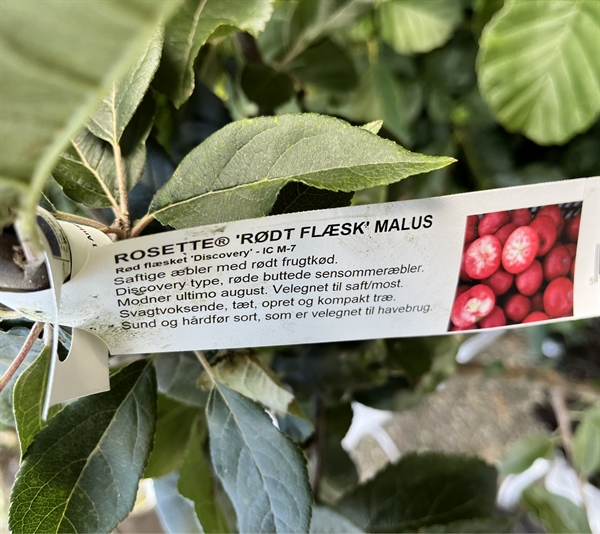 ROSETTE® 'RØDT FLÆSK' MALUS
Rød flæsket 'Discovery' - IC M-7
Saftige æbler med rødt frugtkød.
Discovery type, røde buttede sensommeræbler.
Modner ultimo august. Velegnet til saft/most.
Svagtvoksende, tæt, opret og kompakt træ.
Sund og hårdfør sort, som er velegnet til havebrug.